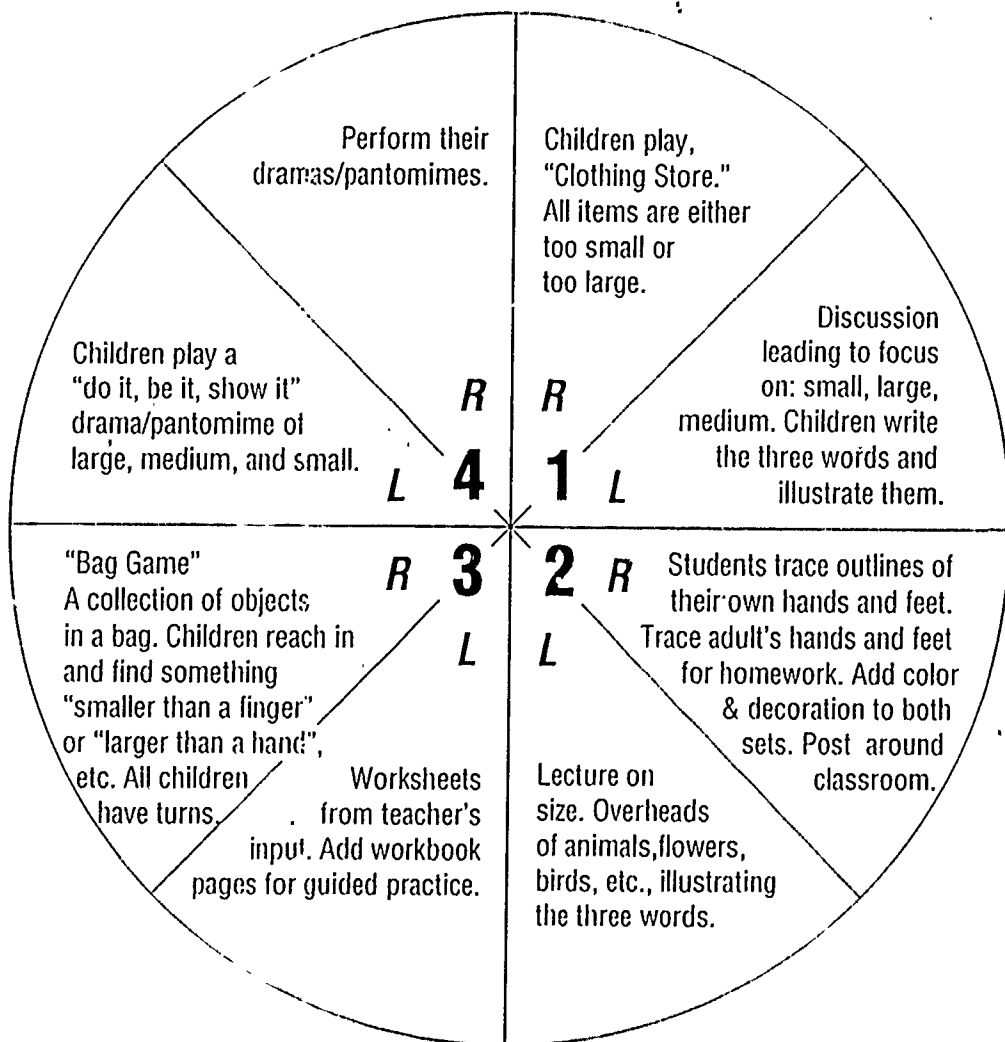 Perform their
dramas/pantomimes.
Children play,
"Clothing Store."
All items are either
too small or
too large.
Discussion
leading to focus
on: small, large,
medium. Children write
the three words and
illustrate them.
Children play a
"do it, be it, show it"
drama/pantomime of
large, medium, and small.
R R
L 4 1 L
R 3 2 R
L L
Students trace outlines of
their own hands and feet.
Trace adult's hands and feet
for homework. Add color
& decoration to both
sets. Post around
classroom.
Lecture on
size. Overheads
of animals,flowers,
birds, etc., illustrating
the three words.
Worksheets
from teacher's
input. Add workbook
pages for guided practice.
"Bag Game"
A collection of objects
in a bag. Children reach in
and find something
"smaller than a finger"
or "larger than a hand",
etc. All children
have turns.